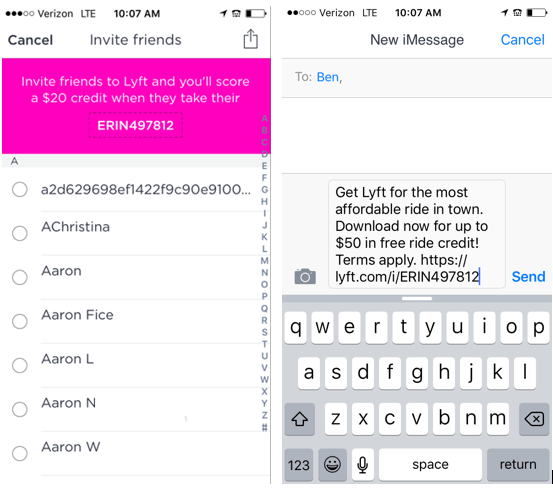 Verizon LTE 10:07 AM
Cancel Invite friends
Invite friends to Lyft and you'll score
a $20 credit when they take their
ERIN497812
A
a2d629698ef1422f9c90e9100...
AChristina
Aaron
Aaron Fice
Aaron L
Aaron N
Aaron W
A
B
C
D
E
F
G
H
I
J
K
L
M
N
O
P
Q
R
S
T
U
V
W
X
Y
Z
#
Verizon LTE 10:07 AM
New iMessage Cancel
To: Ben,
Get Lyft for the most
affordable ride in town.
Download now for up to
$50 in free ride credit!
Terms apply. https://
lyft.com/i/ERIN497812
Send
q w e r t y u i o p
a s d f g h j k l
z x c v b n m
123 space return